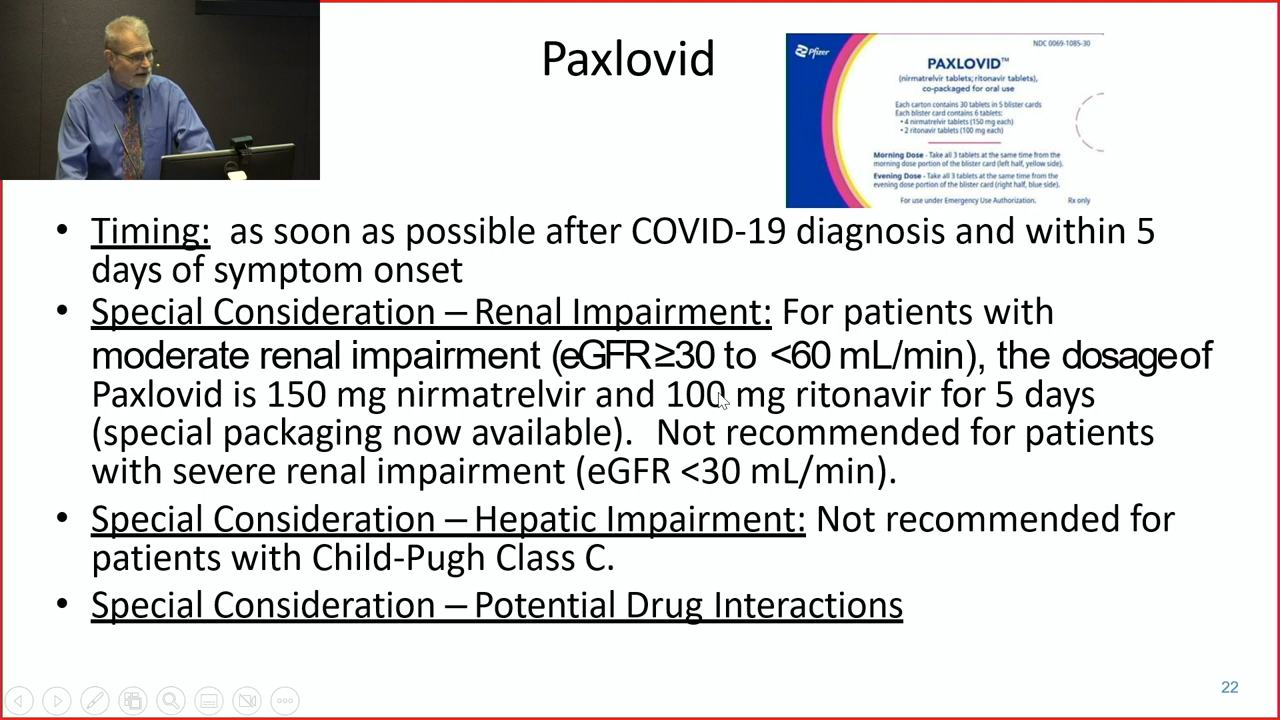 Paxlovid
Pfizer
NDC 0069-1085-30
PAXLOVID™
(nirmatrelvir tablets; ritonavir tablets),
co-packaged for oral use
Each carton contains 30 tablets in 5 blister cards
Each blister card contains 6 tablets:
• 4 nirmatrelvir tablets (150 mg each)
• 2 ritonavir tablets (100 mg each)
Morning Dose - Take all 3 tablets at the same time from the
morning dose portion of the blister card (left half, yellow side).
Evening Dose - Take all 3 tablets at the same time from the
evening dose portion of the blister card (right half, blue side).
For use under Emergency Use Authorization. Rx only
• Timing: as soon as possible after COVID-19 diagnosis and within 5
days of symptom onset
• Special Consideration – Renal Impairment: For patients with
moderate renal impairment (eGFR ≥30 to <60 mL/min), the dosage of
Paxlovid is 150 mg nirmatrelvir and 100 mg ritonavir for 5 days
(special packaging now available). Not recommended for patients
with severe renal impairment (eGFR <30 mL/min).
• Special Consideration – Hepatic Impairment: Not recommended for
patients with Child-Pugh Class C.
• Special Consideration – Potential Drug Interactions
22